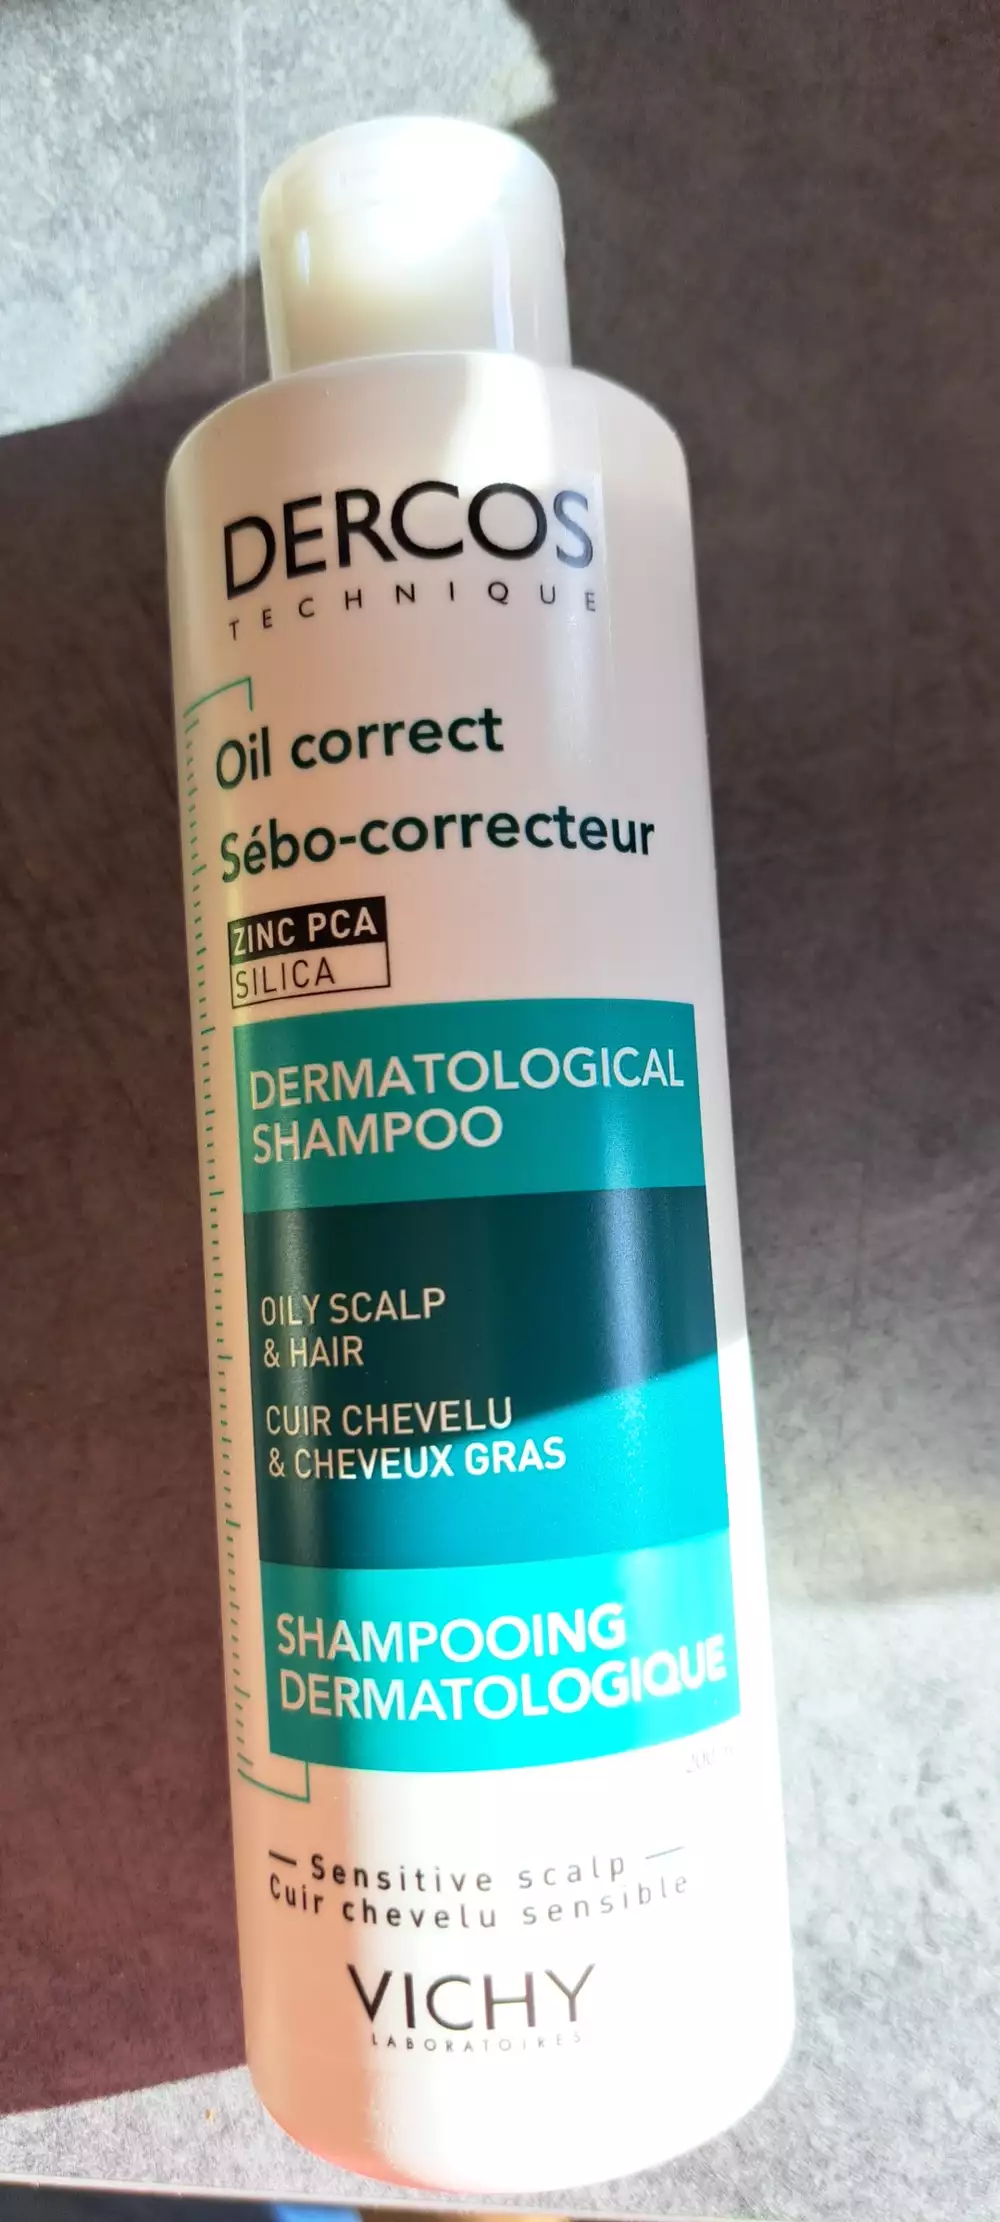 DERCOS
TECHNIQUE
Oil correct
Sébo-correcteur
ZINC PCA
SILICA
DERMATOLOGICAL
SHAMPOO
OILY SCALP
& HAIR
CUIR CHEVELU
& CHEVEUX GRAS
SHAMPOOING
DERMATOLOGIQUE
Sensitive scalp
Cuir chevelu sensible
VICHY
LABORATOIRES